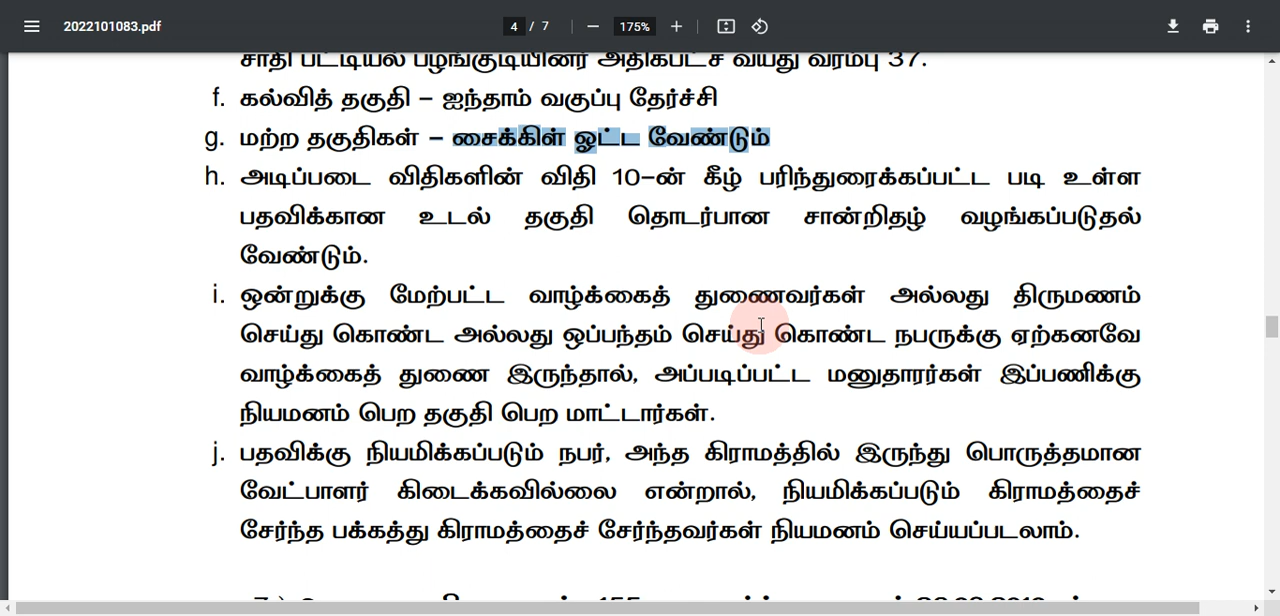 2022101083.pdf
4 / 7
175%
சாதி பட்டியல் பழங்குடியினர் அதிகபட்ச வயது வரம்பு 37.
f. கல்வித் தகுதி – ஐந்தாம் வகுப்பு தேர்ச்சி
g. மற்ற தகுதிகள் – சைக்கிள் ஓட்ட வேண்டும்
h. அடிப்படை விதிகளின் விதி 10–ன் கீழ் பரிந்துரைக்கப்பட்ட படி உள்ள
பதவிக்கான உடல் தகுதி தொடர்பான சான்றிதழ் வழங்கப்படுதல்
வேண்டும்.
i. ஒன்றுக்கு மேற்பட்ட வாழ்க்கைத் துணைவர்கள் அல்லது திருமணம்
செய்து கொண்ட அல்லது ஒப்பந்தம் செய்து கொண்ட நபருக்கு ஏற்கனவே
வாழ்க்கைத் துணை இருந்தால், அப்படிப்பட்ட மனுதாரர்கள் இப்பணிக்கு
நியமனம் பெற தகுதி பெற மாட்டார்கள்.
j. பதவிக்கு நியமிக்கப்படும் நபர், அந்த கிராமத்தில் இருந்து பொருத்தமான
வேட்பாளர் கிடைக்கவில்லை என்றால், நியமிக்கப்படும் கிராமத்தைச்
சேர்ந்த பக்கத்து கிராமத்தைச் சேர்ந்தவர்கள் நியமனம் செய்யப்படலாம்.